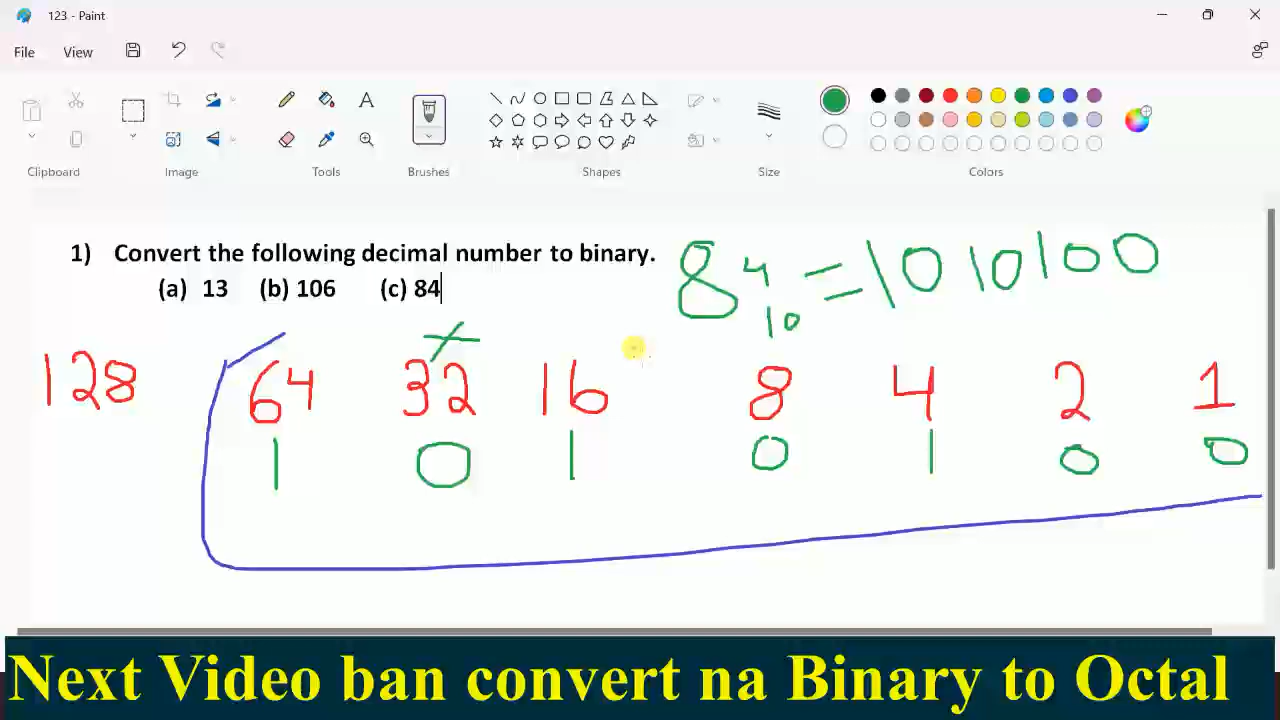 123 - Paint
File View
Clipboard Image Tools Brushes Shapes Size Colors
1) Convert the following decimal number to binary.
(a) 13 (b) 106 (c) 84
84 10 = 1010100
128 64 32 16 8 4 2 1
1 0 1 0 1 0 0
Next Video ban convert na Binary to Octal